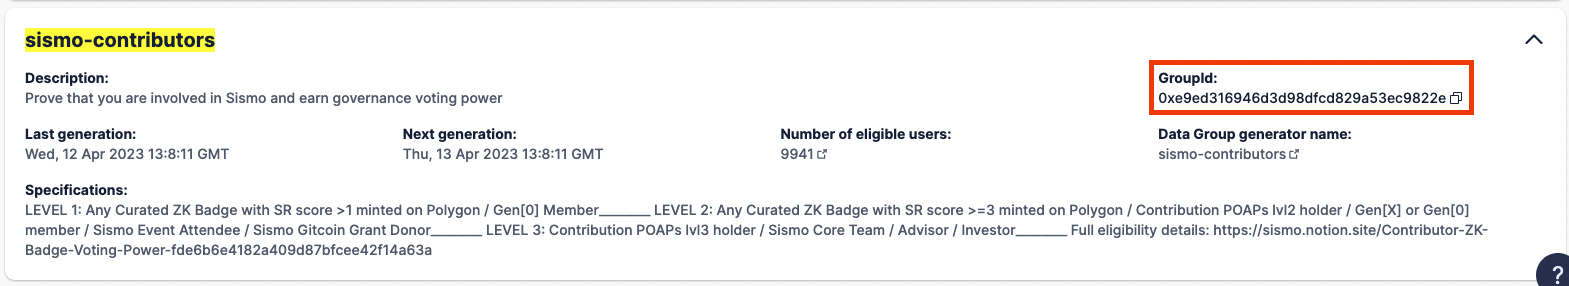 sismo-contributors
Description:
Prove that you are involved in Sismo and earn governance voting power
GroupId:
0xe9ed316946d3d98dfcd829a53ec9822e
Last generation:
Wed, 12 Apr 2023 13:8:11 GMT
Next generation:
Thu, 13 Apr 2023 13:8:11 GMT
Number of eligible users:
9941
Data Group generator name:
sismo-contributors
Specifications:
LEVEL 1: Any Curated ZK Badge with SR score >1 minted on Polygon / Gen[0] Member________ LEVEL 2: Any Curated ZK Badge with SR score >=3 minted on Polygon / Contribution POAPs lvl2 holder / Gen[X] or Gen[0]
member / Sismo Event Attendee / Sismo Gitcoin Grant Donor________ LEVEL 3: Contribution POAPs lvl3 holder / Sismo Core Team / Advisor / Investor________ Full eligibility details: https://sismo.notion.site/Contributor-ZK-
Badge-Voting-Power-fde6b6e4182a409d87bfcee42f14a63a
?